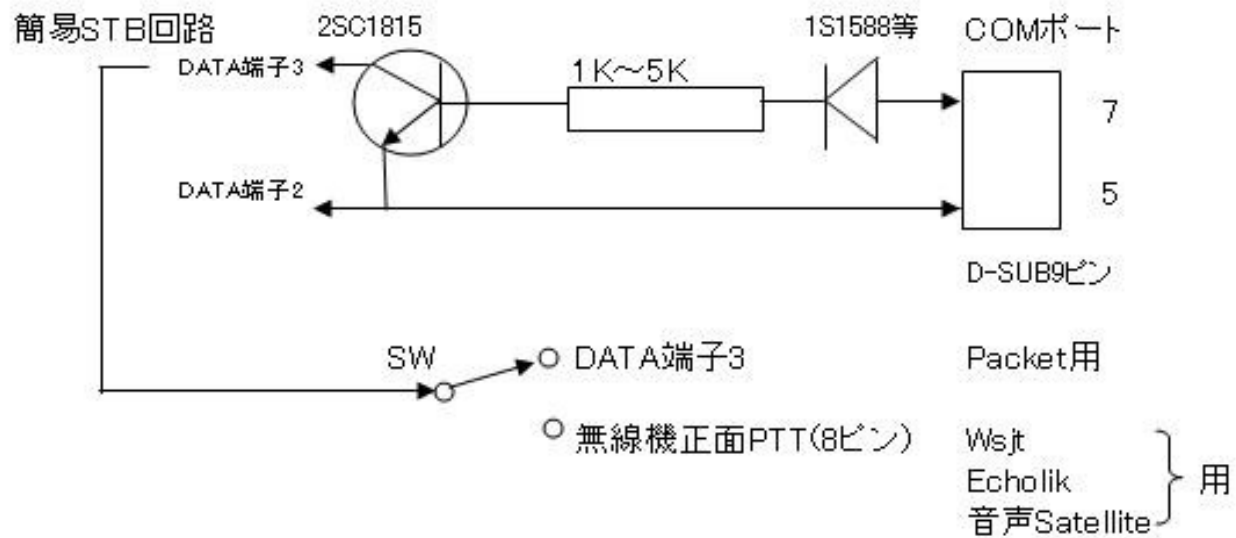 簡易STB回路
2SC1815
1S1588等
COMポート
DATA端子3
1K～5K
7
DATA端子2
5
D-SUB9ピン
SW
DATA端子3
Packet用
無線機正面PTT(8ピン)
Wsjt
Echolik
音声Satellite
用